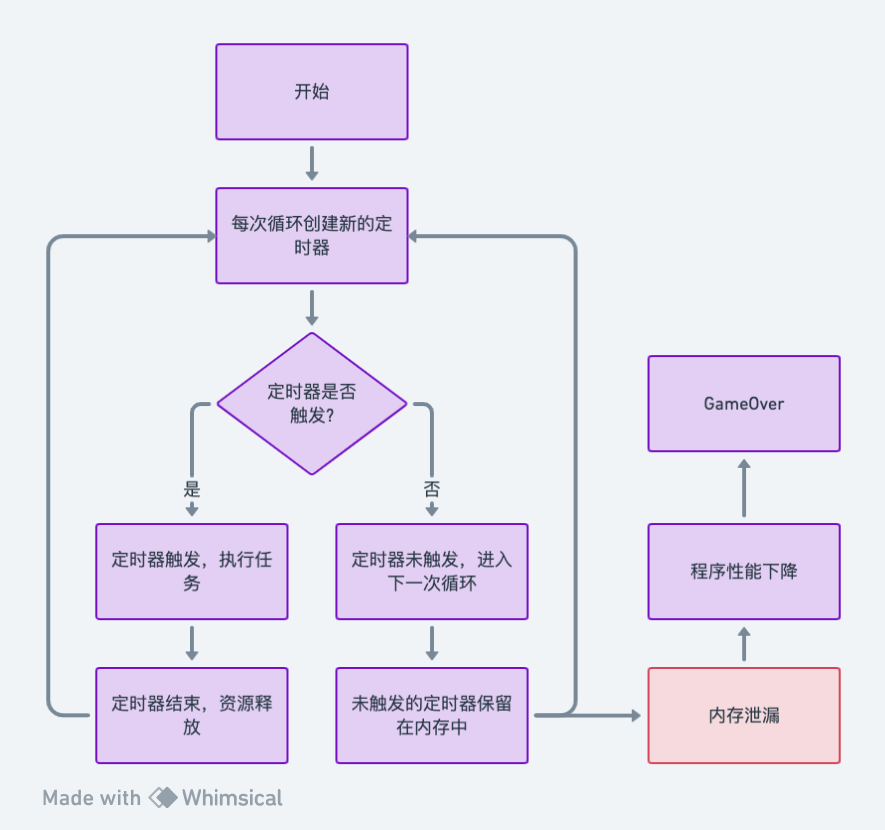 开始
每次循环创建新的定
时器
定时器是否
触发?
是
否
定时器触发，执行任
务
定时器未触发，进入
下一次循环
定时器结束，资源释
放
未触发的定时器保留
在内存中
内存泄漏
程序性能下降
GameOver
Made with Whimsical